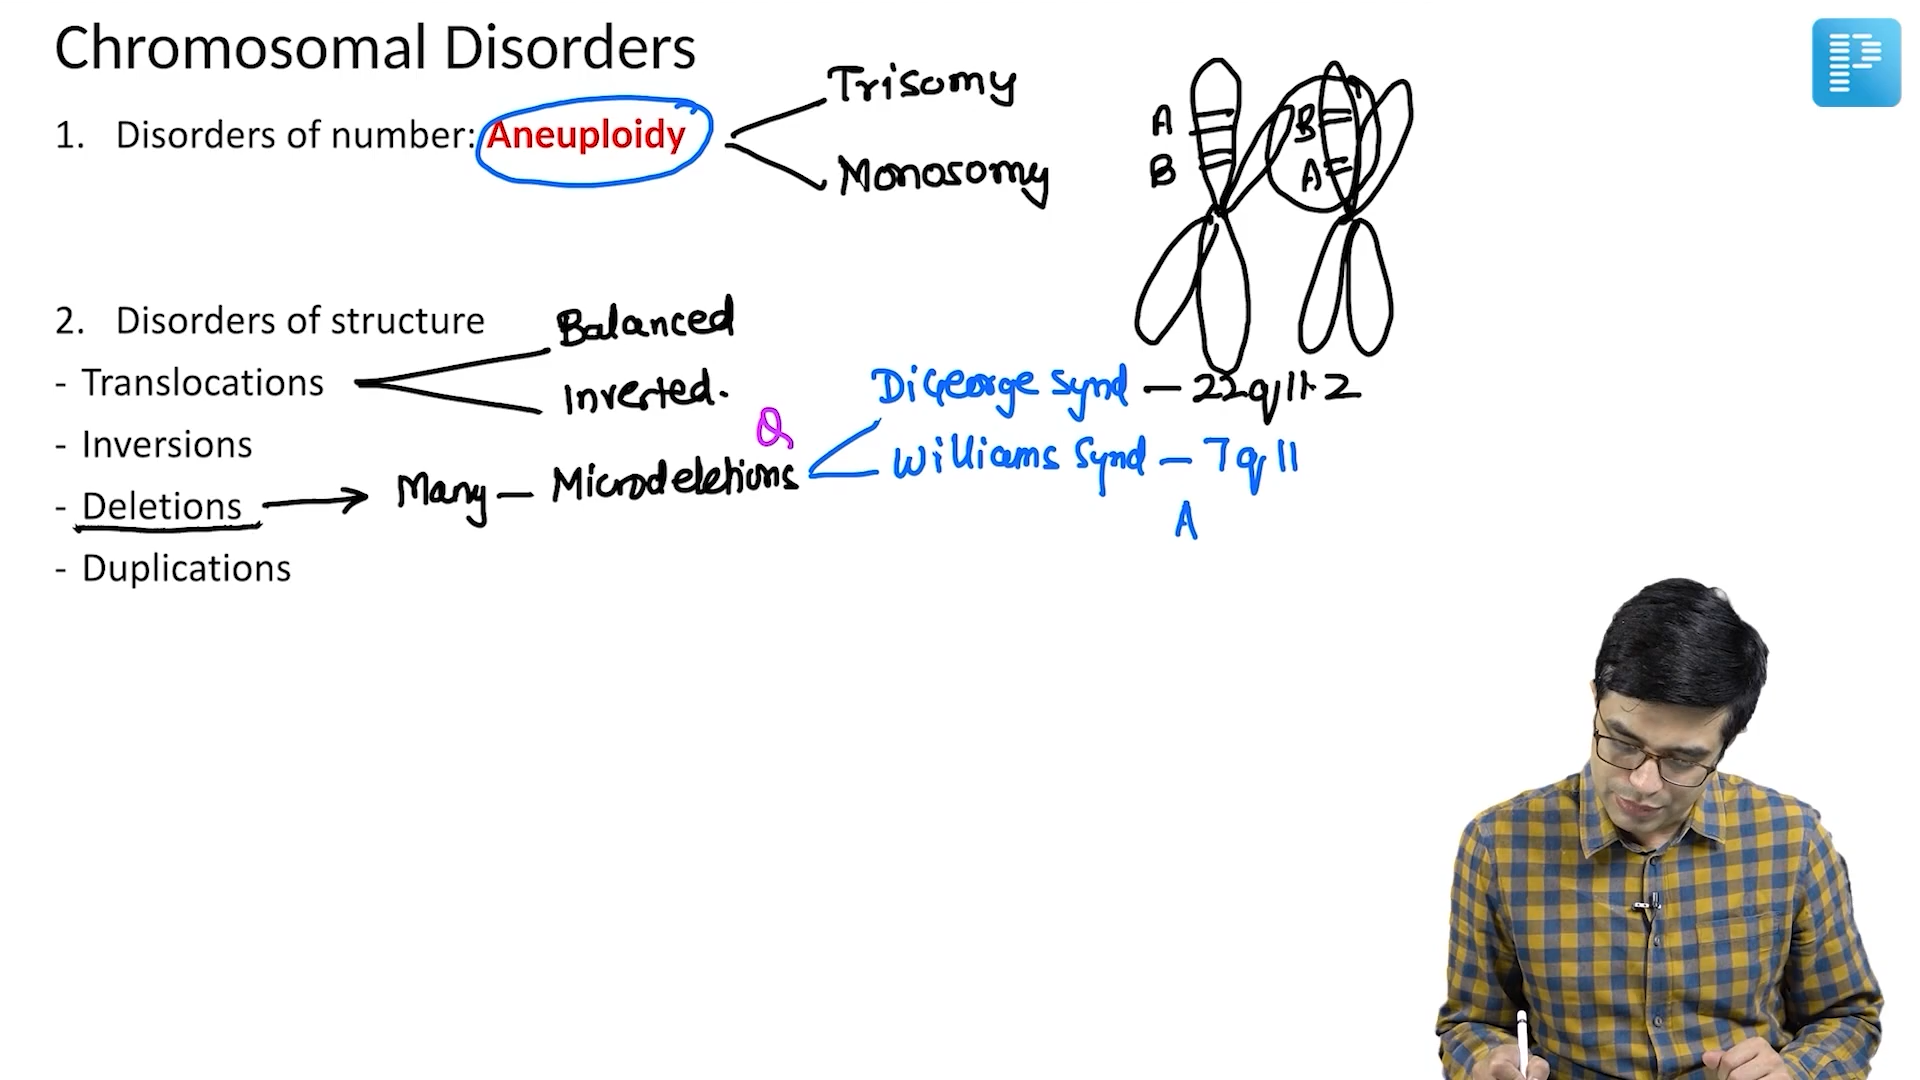 Chromosomal Disorders
1. Disorders of number: Aneuploidy
Trisomy
Monosomy
A
B
B
A
2. Disorders of structure
- Translocations
Balanced
Inverted.
- Inversions
- Deletions
Many - Microdeletions
Q
DiGeorge Synd - 22q11.2
Williams Synd - 7q11
A
- Duplications
P